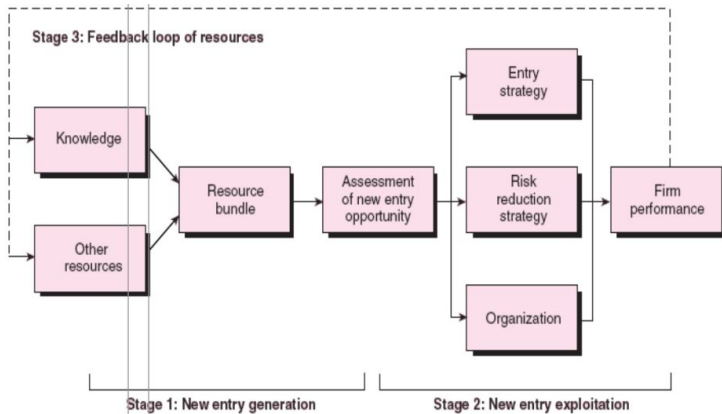 Stage 3: Feedback loop of resources
Entry
strategy
Knowledge
Resource
bundle
Assessment
of new entry
opportunity
Risk
reduction
strategy
Firm
performance
Other
resources
Organization
Stage 1: New entry generation
Stage 2: New entry exploitation